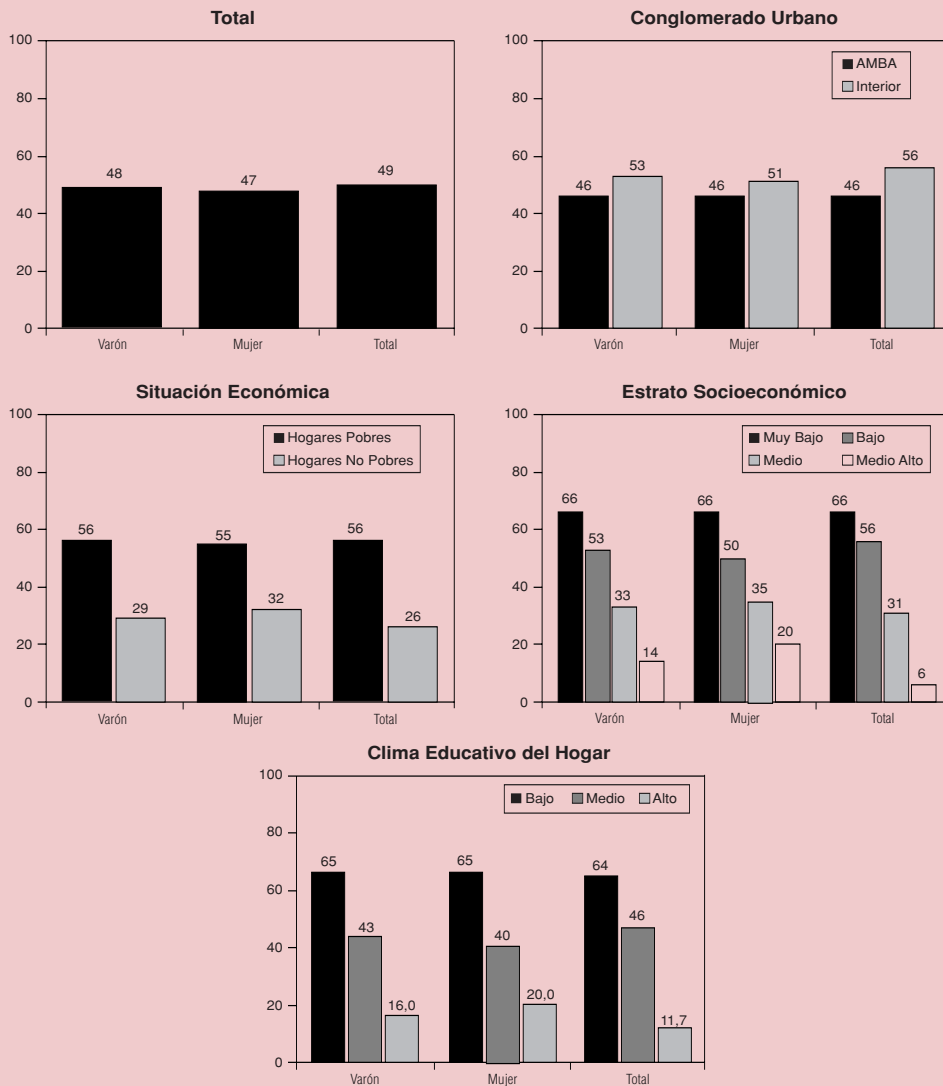 Total
100
80
60
40
20
0
48
47
49
Varón
Mujer
Total
Conglomerado Urbano
100
80
60
40
20
0
AMBA
Interior
46
53
46
51
46
56
Varón
Mujer
Total
Situación Económica
100
80
60
40
20
0
Hogares Pobres
Hogares No Pobres
56
29
55
32
56
26
Varón
Mujer
Total
Estrato Socioeconómico
100
80
60
40
20
0
Muy Bajo
Bajo
Medio
Medio Alto
66
53
33
14
66
50
35
20
66
56
31
6
Varón
Mujer
Total
Clima Educativo del Hogar
100
80
60
40
20
0
Bajo
Medio
Alto
65
43
16,0
65
40
20,0
64
46
11,7
Varón
Mujer
Total